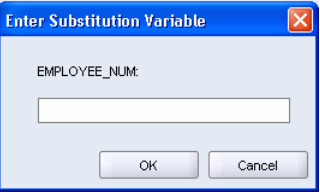 Enter Substitution Variable
EMPLOYEE_NUM:
OK
Cancel